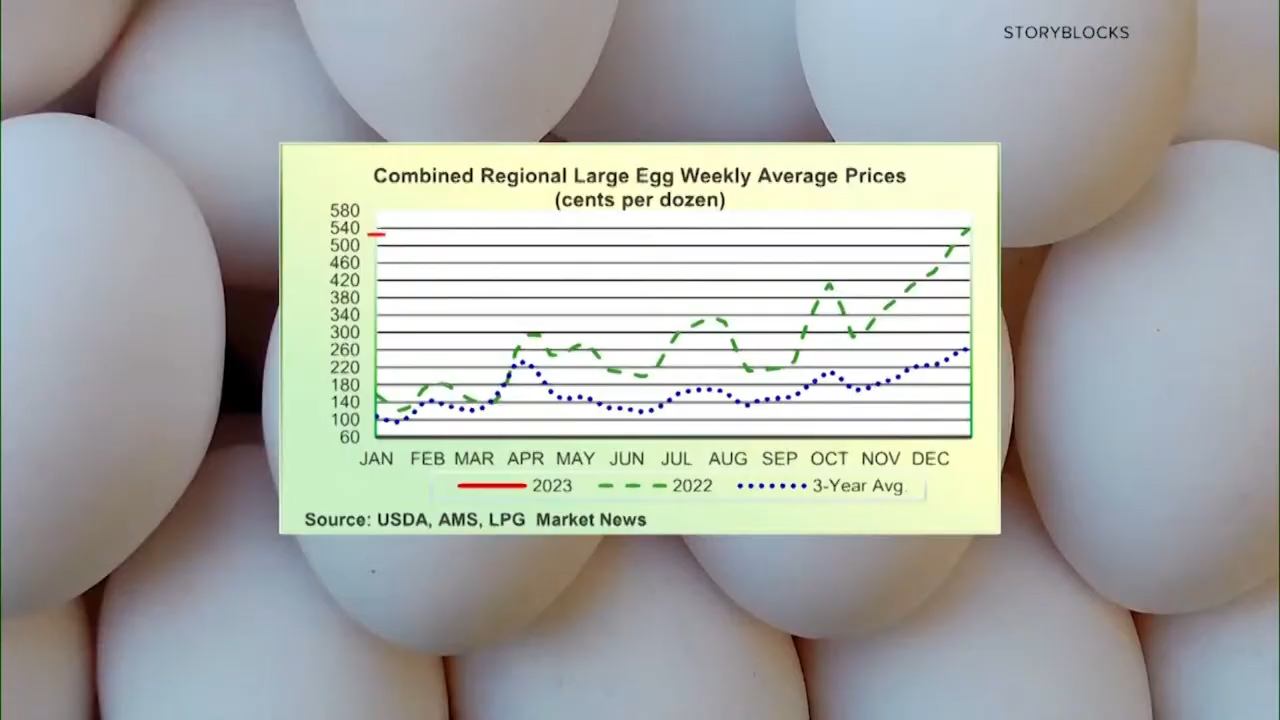 STORYBLOCKS
Combined Regional Large Egg Weekly Average Prices
(cents per dozen)
580
540
500
460
420
380
340
300
260
220
180
140
100
60
JAN FEB MAR APR MAY JUN JUL AUG SEP OCT NOV DEC
2023 2022 3-Year Avg.
Source: USDA, AMS, LPG Market News